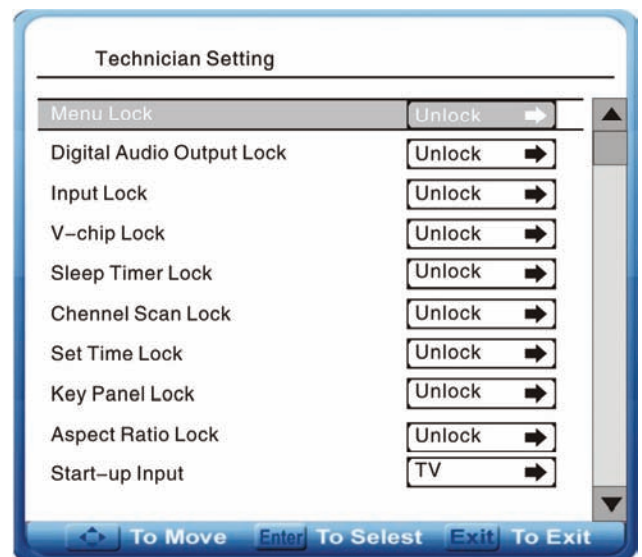 Technician Setting
Menu Lock Unlock
Digital Audio Output Lock Unlock
Input Lock Unlock
V-chip Lock Unlock
Sleep Timer Lock Unlock
Chennel Scan Lock Unlock
Set Time Lock Unlock
Key Panel Lock Unlock
Aspect Ratio Lock Unlock
Start-up Input TV
To Move Enter To Selest Exit To Exit